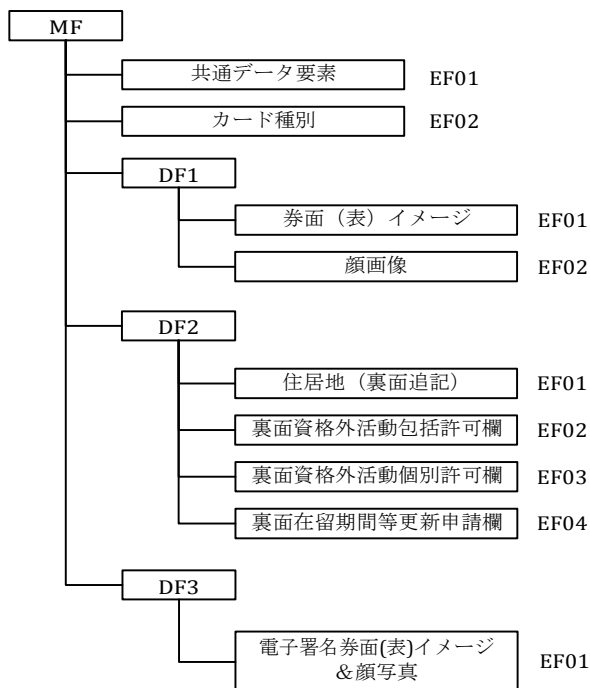 MF
共通データ要素 EF01
カード種別 EF02
DF1
券面（表）イメージ EF01
顔画像 EF02
DF2
住居地（裏面追記） EF01
裏面資格外活動包括許可欄 EF02
裏面資格外活動個別許可欄 EF03
裏面在留期間等更新申請欄 EF04
DF3
電子署名券面(表)イメージ
＆顔写真 EF01